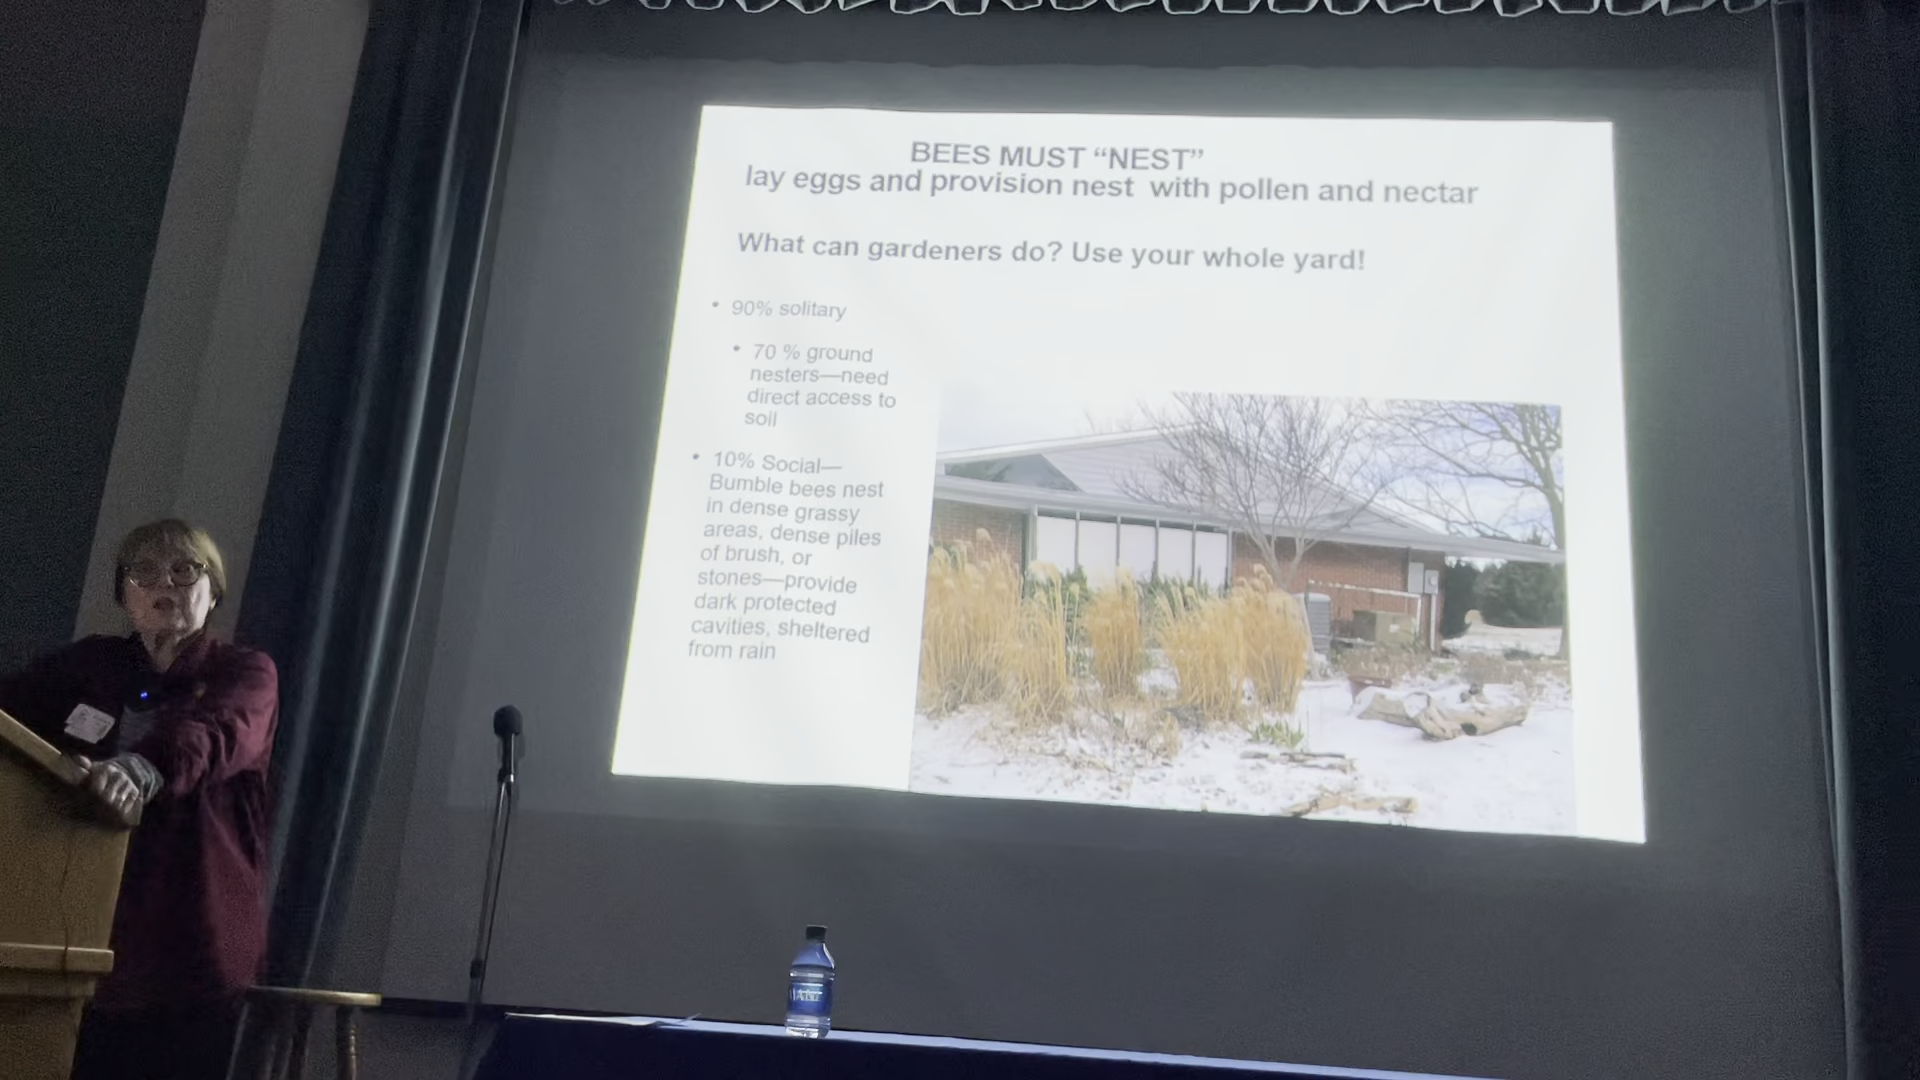 BEES MUST “NEST”
lay eggs and provision nest with pollen and nectar
What can gardeners do? Use your whole yard!
• 90% solitary
• 70 % ground
nesters—need
direct access to
soil
• 10% Social—
Bumble bees nest
in dense grassy
areas, dense piles
of brush, or
stones—provide
dark protected
cavities, sheltered
from rain